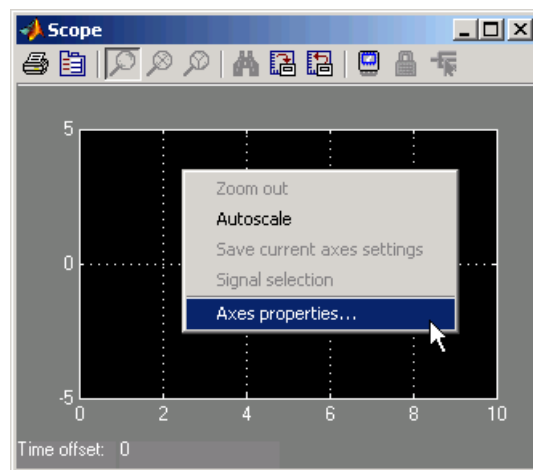 Scope
5
Zoom out
Autoscale
Save current axes settings
0
Signal selection
Axes properties...
-5
0 2 4 6 8 10
Time offset: 0